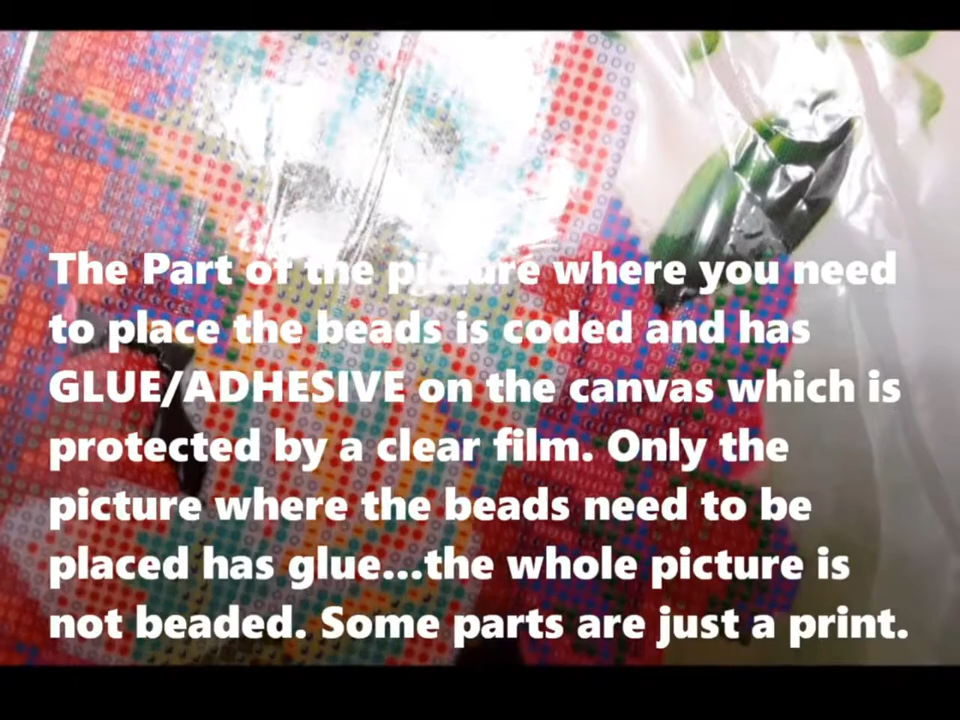 The Part of the picture where you need
to place the beads is coded and has
GLUE/ADHESIVE on the canvas which is
protected by a clear film. Only the
picture where the beads need to be
placed has glue...the whole picture is
not beaded. Some parts are just a print.